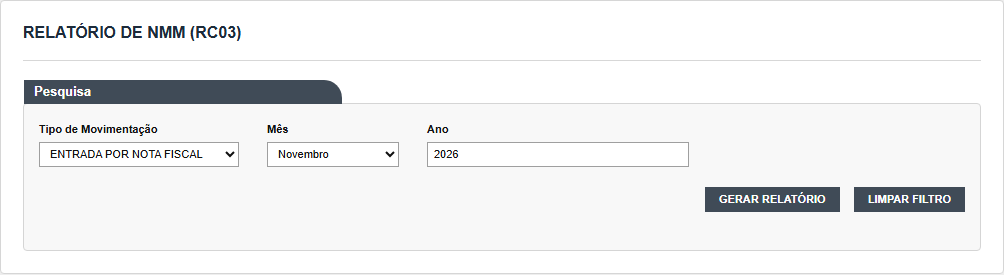 RELATÓRIO DE NMM (RC03)
Pesquisa
Tipo de Movimentação Mês Ano
ENTRADA POR NOTA FISCAL Novembro 2026
GERAR RELATÓRIO LIMPAR FILTRO